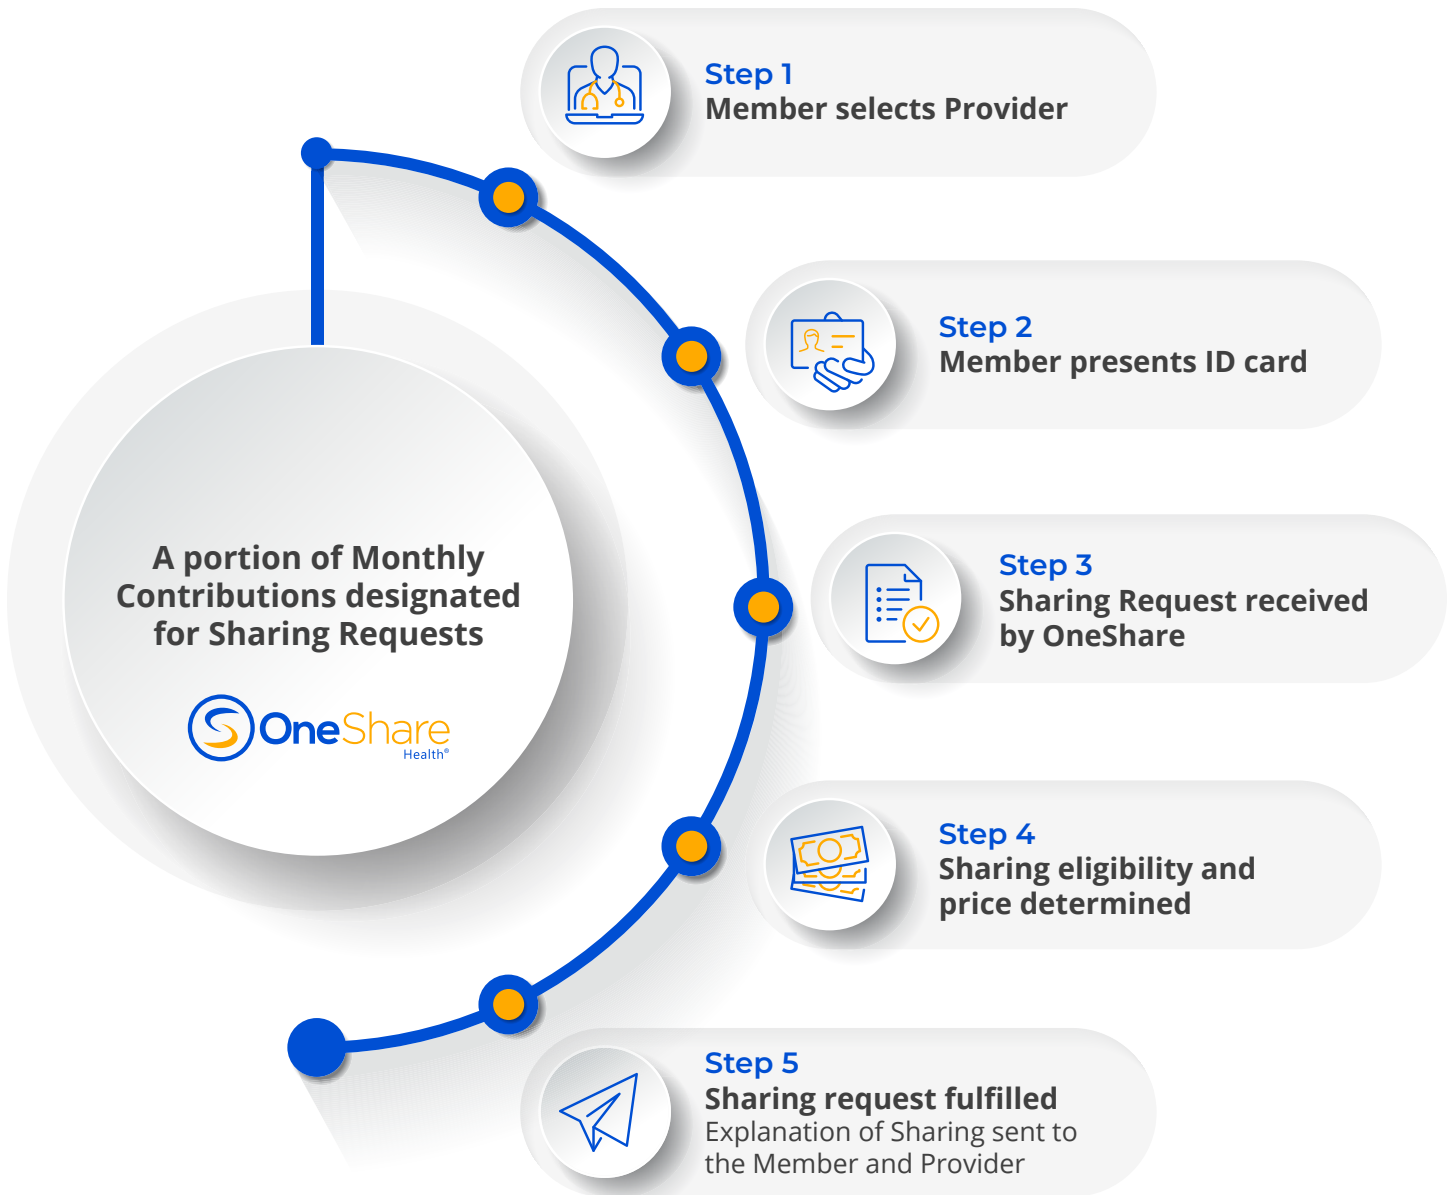 Step 1
Member selects Provider
Step 2
Member presents ID card
A portion of Monthly
Contributions designated
for Sharing Requests
OneShare
Health®
Step 3
Sharing Request received
by OneShare
Step 4
Sharing eligibility and
price determined
Step 5
Sharing request fulfilled
Explanation of Sharing sent to
the Member and Provider